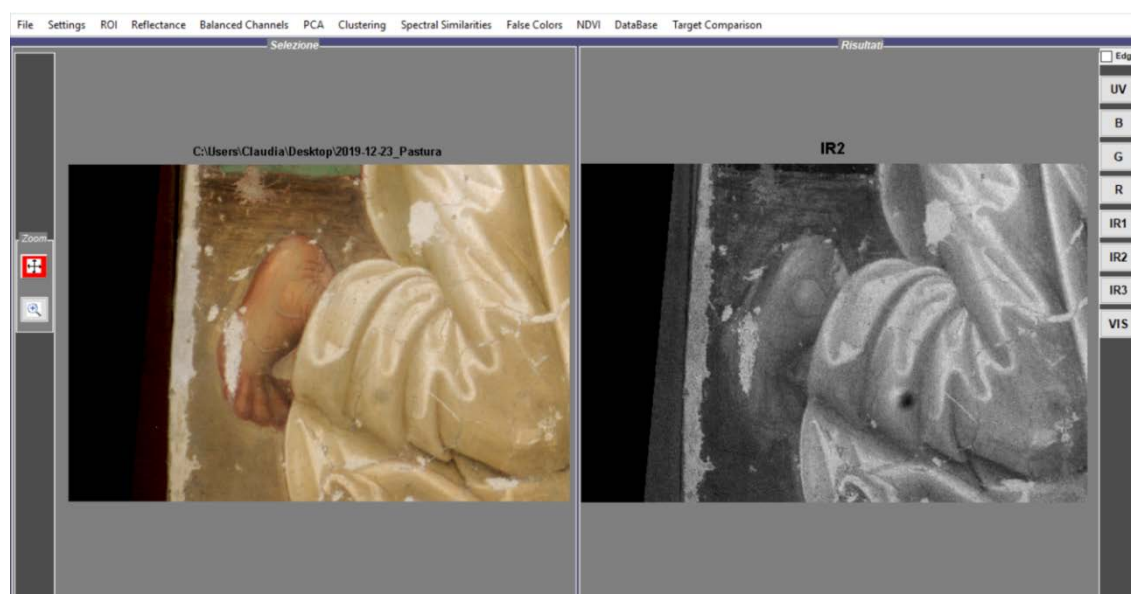 File Settings ROI Reflectance Balanced Channels PCA Clustering Spectral Similarities False Colors NDVI DataBase Target Comparison
Selezione
Risultati
C:\Users\Claudia\Desktop\2019-12-23_Pastura
IR2
Zoom
Edg
UV
B
G
R
IR1
IR2
IR3
VIS